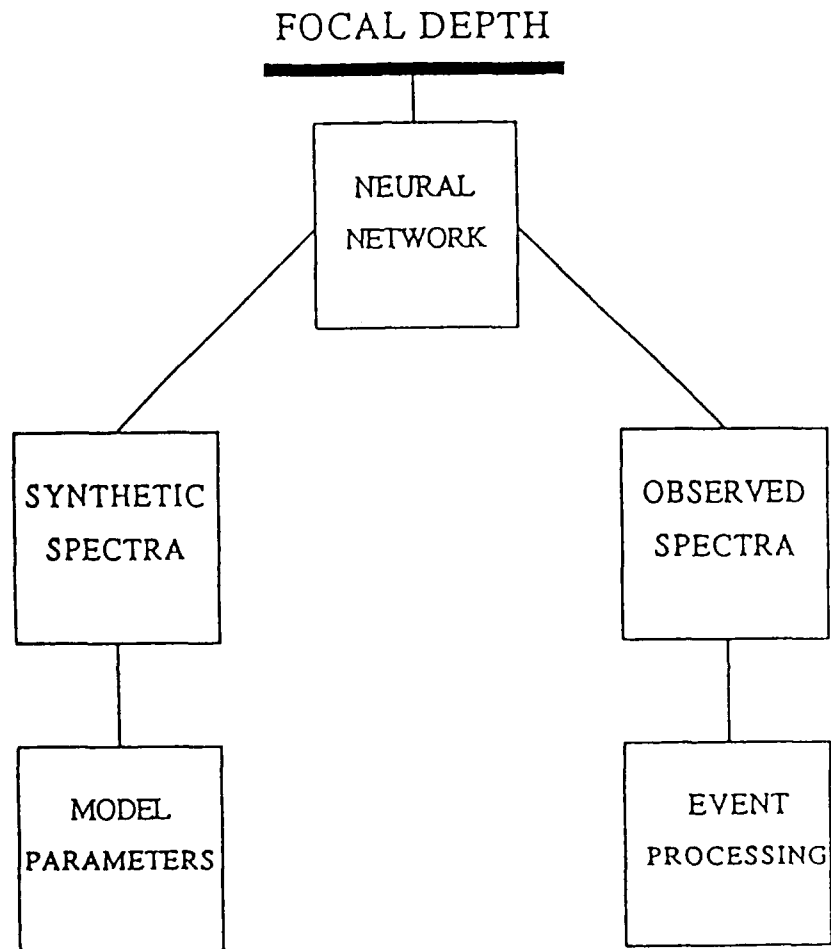 FOCAL DEPTH
NEURAL
NETWORK
SYNTHETIC
SPECTRA
OBSERVED
SPECTRA
MODEL
PARAMETERS
EVENT
PROCESSING